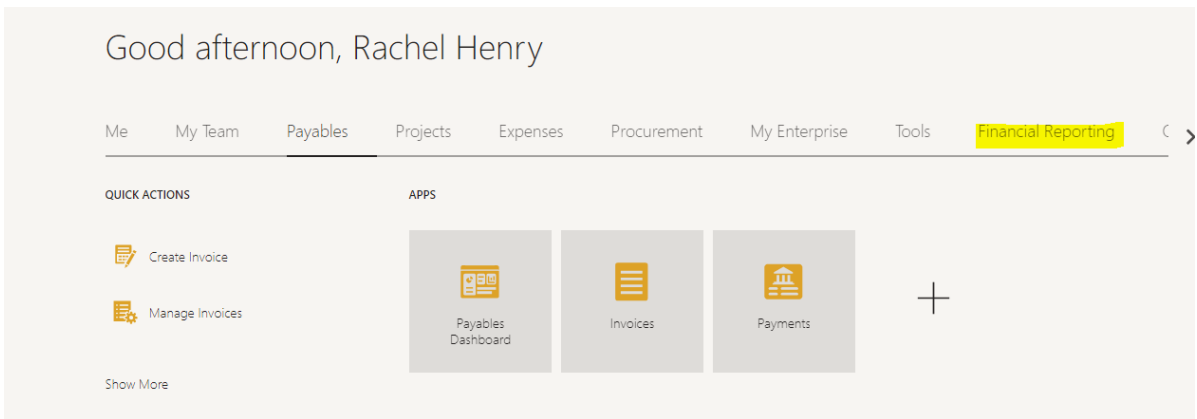 Good afternoon, Rachel Henry
Me My Team Payables Projects Expenses Procurement My Enterprise Tools Financial Reporting
QUICK ACTIONS
APPS
Create Invoice
Manage Invoices
Payables
Dashboard
Invoices
Payments
Show More